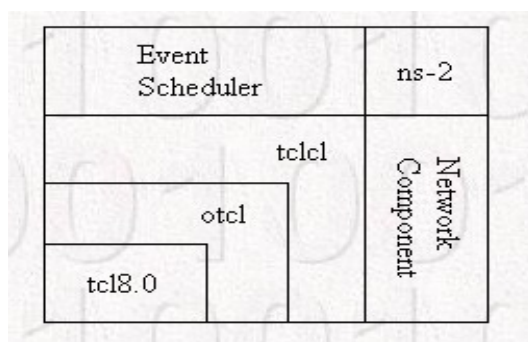 Event
Scheduler
ns-2
tclcl
Network
Component
otcl
tcl8.0